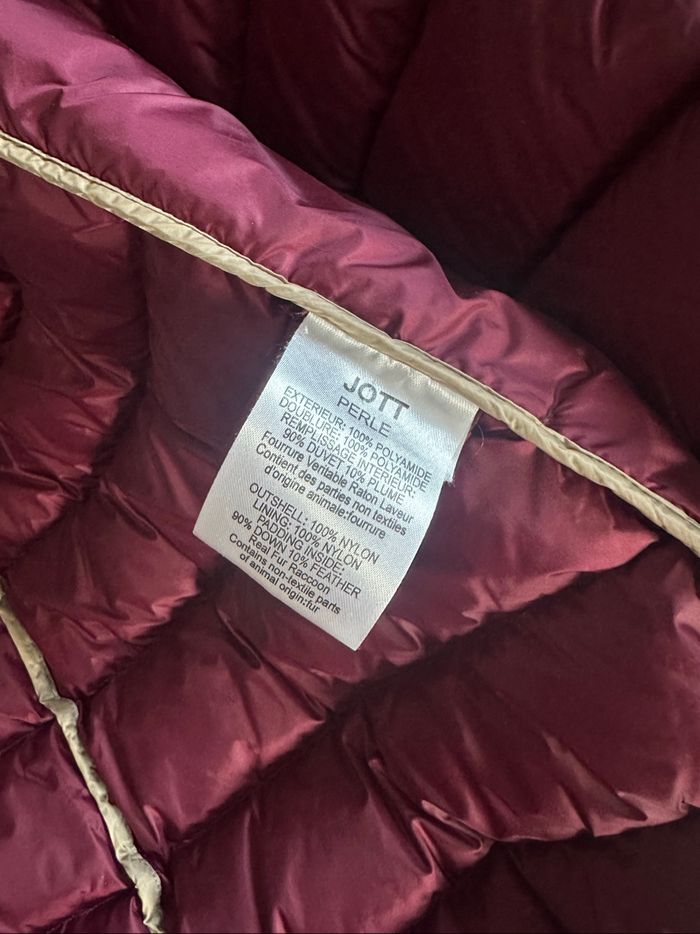 JOTT
PERLE
EXTERIEUR: 100% POLYAMIDE
DOUBLURE: 100% POLYAMIDE
REMPLISSAGE INTERIEUR:
90% DUVET 10% PLUME
Fourrure Veritable Raton Laveur
Contient des parties non textiles
d'origine animale:fourrure
OUTSHELL: 100% NYLON
LINING: 100% NYLON
PADDING INSIDE:
90% DOWN 10% FEATHER
Real Fur Raccoon
Contains non-textile parts
of animal origin:fur